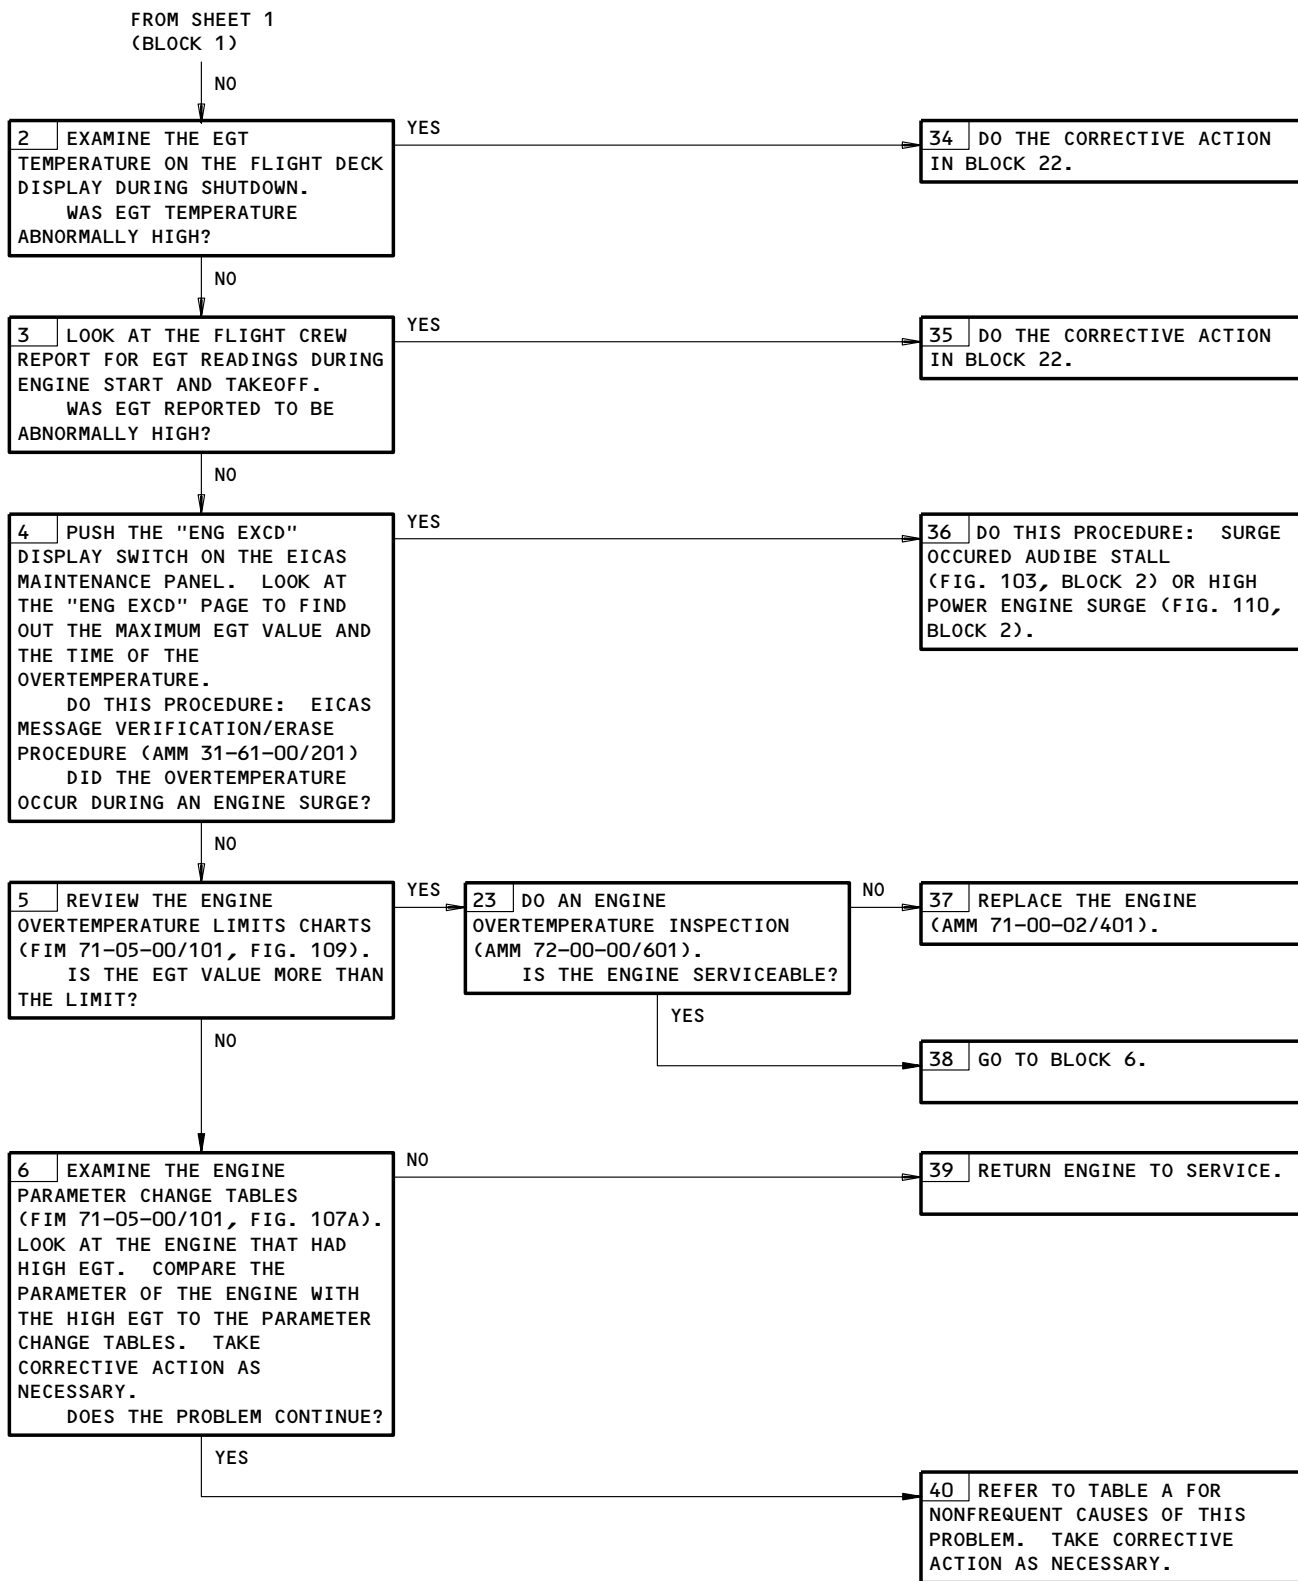 FROM SHEET 1
(BLOCK 1)
NO
2 EXAMINE THE EGT
TEMPERATURE ON THE FLIGHT DECK
DISPLAY DURING SHUTDOWN.
WAS EGT TEMPERATURE
ABNORMALLY HIGH?
YES
34 DO THE CORRECTIVE ACTION
IN BLOCK 22.
NO
3 LOOK AT THE FLIGHT CREW
REPORT FOR EGT READINGS DURING
ENGINE START AND TAKEOFF.
WAS EGT REPORTED TO BE
ABNORMALLY HIGH?
YES
35 DO THE CORRECTIVE ACTION
IN BLOCK 22.
NO
4 PUSH THE "ENG EXCD"
DISPLAY SWITCH ON THE EICAS
MAINTENANCE PANEL. LOOK AT
THE "ENG EXCD" PAGE TO FIND
OUT THE MAXIMUM EGT VALUE AND
THE TIME OF THE
OVERTEMPERATURE.
DO THIS PROCEDURE: EICAS
MESSAGE VERIFICATION/ERASE
PROCEDURE (AMM 31-61-00/201)
DID THE OVERTEMPERATURE
OCCUR DURING AN ENGINE SURGE?
YES
36 DO THIS PROCEDURE: SURGE
OCCURED AUDIBE STALL
(FIG. 103, BLOCK 2) OR HIGH
POWER ENGINE SURGE (FIG. 110,
BLOCK 2).
NO
5 REVIEW THE ENGINE
OVERTEMPERATURE LIMITS CHARTS
(FIM 71-05-00/101, FIG. 109).
IS THE EGT VALUE MORE THAN
THE LIMIT?
YES
23 DO AN ENGINE
OVERTEMPERATURE INSPECTION
(AMM 72-00-00/601).
IS THE ENGINE SERVICEABLE?
NO
37 REPLACE THE ENGINE
(AMM 71-00-02/401).
YES
38 GO TO BLOCK 6.
NO
6 EXAMINE THE ENGINE
PARAMETER CHANGE TABLES
(FIM 71-05-00/101, FIG. 107A).
LOOK AT THE ENGINE THAT HAD
HIGH EGT. COMPARE THE
PARAMETER OF THE ENGINE WITH
THE HIGH EGT TO THE PARAMETER
CHANGE TABLES. TAKE
CORRECTIVE ACTION AS
NECESSARY.
DOES THE PROBLEM CONTINUE?
NO
39 RETURN ENGINE TO SERVICE.
YES
40 REFER TO TABLE A FOR
NONFREQUENT CAUSES OF THIS
PROBLEM. TAKE CORRECTIVE
ACTION AS NECESSARY.